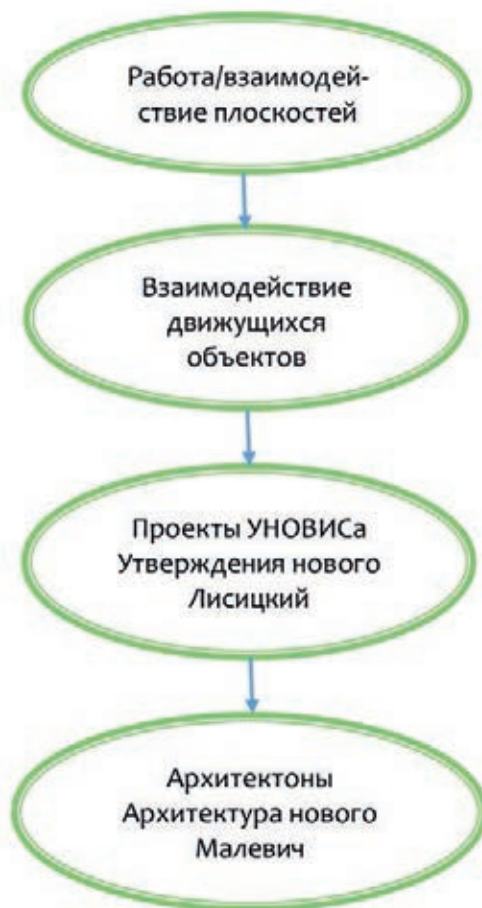 Работа/взаимодей-
ствие плоскостей
Взаимодействие
движущихся
объектов
Проекты УНОВИСа
Утверждения нового
Лисицкий
Архитектоны
Архитектура нового
Малевич